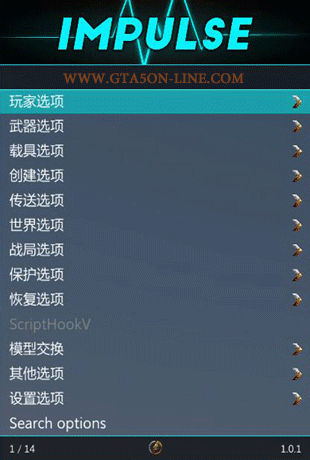 IMPULSE
WWW.GTA5ON-LINE.COM
玩家选项
武器选项
载具选项
创建选项
传送选项
世界选项
战局选项
保护选项
恢复选项
ScriptHookV
模型交换
其他选项
设置选项
Search options
1 / 14 1.0.1